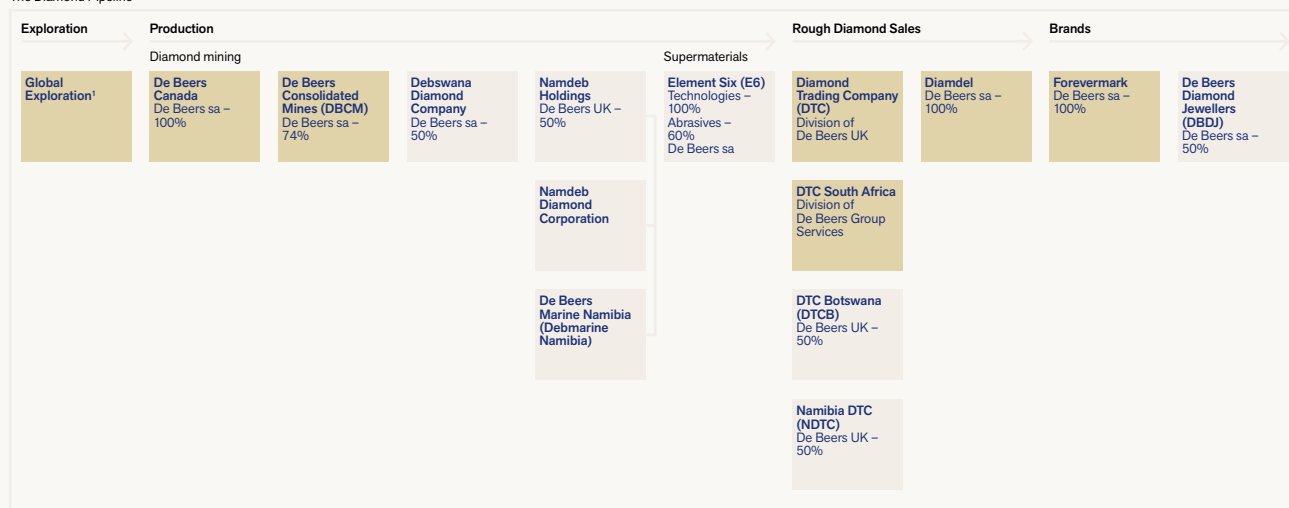 The Diamond Pipeline
Exploration
Production
Rough Diamond Sales
Brands
Diamond mining
Supermaterials
Global
Exploration¹
De Beers
Canada
De Beers sa –
100%
De Beers
Consolidated
Mines (DBCM)
De Beers sa –
74%
Debswana
Diamond
Company
De Beers sa –
50%
Namdeb
Holdings
De Beers UK –
50%
Element Six (E6)
Technologies –
100%
Abrasives –
60%
De Beers sa
Diamond
Trading Company
(DTC)
Division of
De Beers UK
Diamdel
De Beers sa –
100%
Forevermark
De Beers sa –
100%
De Beers
Diamond
Jewellers
(DBDJ)
De Beers sa –
50%
Namdeb
Diamond
Corporation
DTC South Africa
Division of
De Beers Group
Services
De Beers
Marine Namibia
(Debmarine
Namibia)
DTC Botswana
(DTCB)
De Beers UK –
50%
Namibia DTC
(NDTC)
De Beers UK –
50%